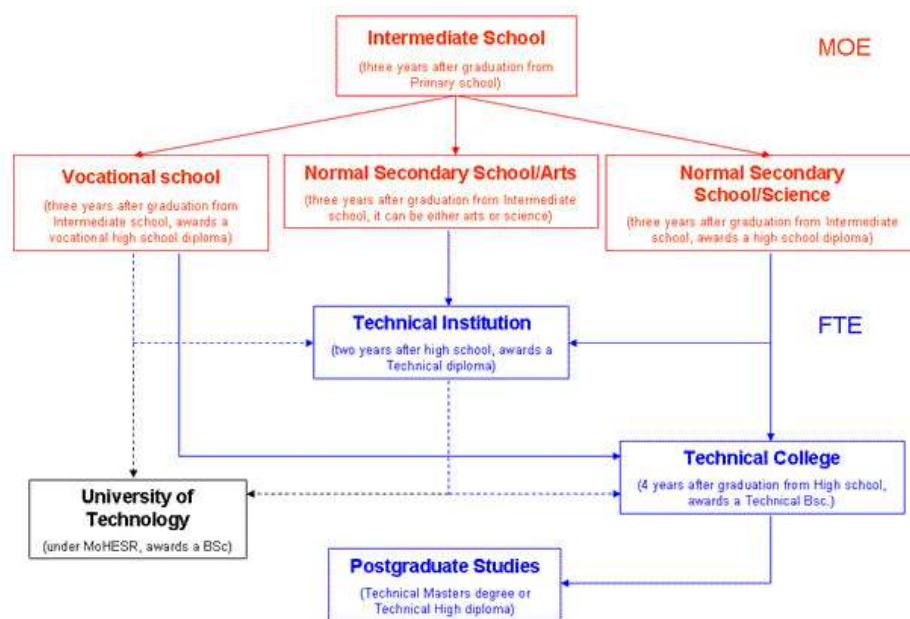 Intermediate School
(three years after graduation from
Primary school)
MOE
Vocational school
(three years after graduation from
Intermediate school, awards a
vocational high school diploma)
Normal Secondary School/Arts
(three years after graduation from Intermediate
school, it can be either arts or science)
Normal Secondary
School/Science
(three years after graduation from Intermediate
school, awards a high school diploma)
Technical Institution
(two years after high school, awards a
Technical diploma)
FTE
Technical College
(4 years after graduation from High school,
awards a Technical Bsc.)
University of
Technology
(under MoHESR, awards a BSc)
Postgraduate Studies
(Technical Masters degree or
Technical High diploma)